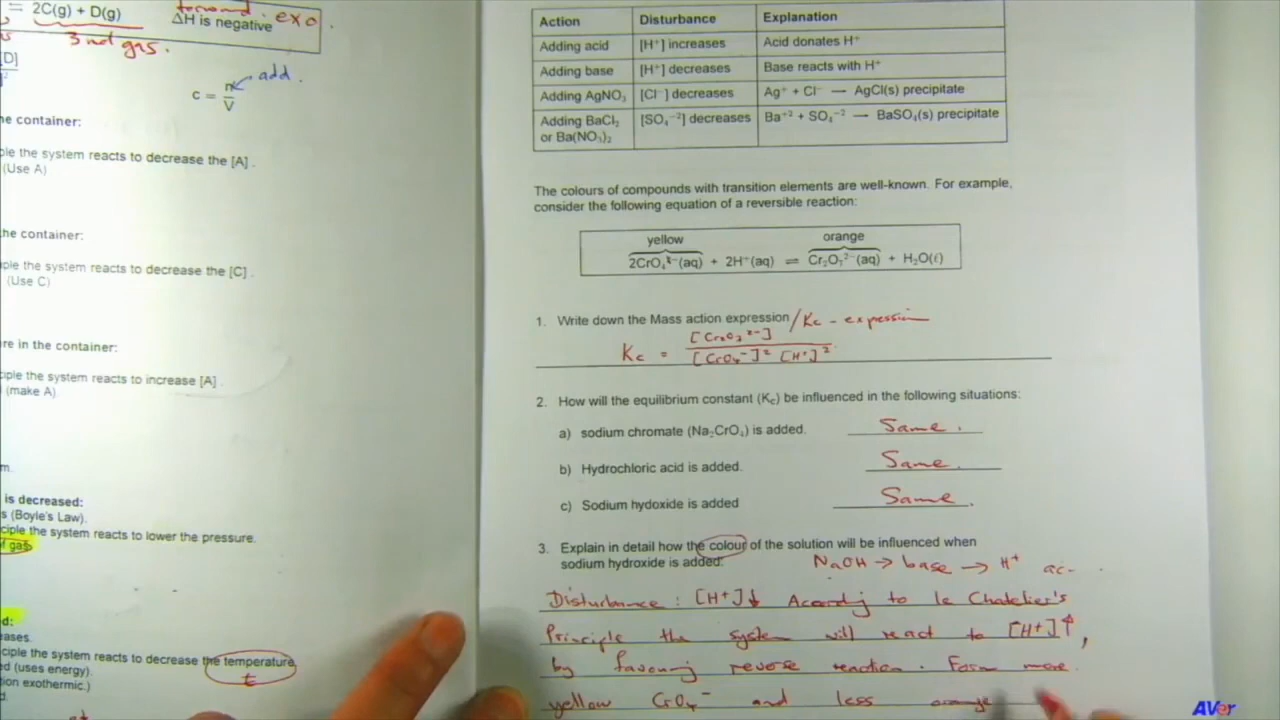 = 2C(g) + D(g)
forward . exo .
ΔH is negative
3 mol gas.
[D]
add .
c = n/V
the container:
ple the system reacts to decrease the [A] .
(Use A)
the container:
iple the system reacts to decrease the [C] .
(Use C)
re in the container:
ciple the system reacts to increase [A] .
(make A)
m.
is decreased:
s (Boyle's Law).
ciple the system reacts to lower the pressure.
of gas
d:
eases.
ciple the system reacts to decrease the temperature
t
ed (uses energy).
tion exothermic.)
Action Disturbance Explanation
Adding acid [H⁺] increases Acid donates H⁺
Adding base [H⁺] decreases Base reacts with H⁺
Adding AgNO₃ [Cl⁻] decreases Ag⁺ + Cl⁻ → AgCl(s) precipitate
Adding BaCl₂ [SO₄⁻²] decreases Ba⁺² + SO₄⁻² → BaSO₄(s) precipitate
or Ba(NO₃)₂
The colours of compounds with transition elements are well-known. For example,
consider the following equation of a reversible reaction:
yellow orange
2CrO₄⁻(aq) + 2H⁺(aq) ⇌ Cr₂O₇²⁻(aq) + H₂O(ℓ)
1. Write down the Mass action expression / Kc - expression
[Cr₂O₇²⁻]
Kc =
[CrO₄⁻]² [H⁺]²
2. How will the equilibrium constant (Kc) be influenced in the following situations:
a) sodium chromate (Na₂CrO₄) is added. Same .
b) Hydrochloric acid is added. Same .
c) Sodium hydoxide is added Same .
3. Explain in detail how the colour of the solution will be influenced when
sodium hydroxide is added: NaOH → base → H⁺
Disturbance : [H⁺]↓ According to le Chatelier's
Principle the system will react to [H⁺]↑,
by favouring reverse reaction . Form more
yellow CrO₄⁻ and less orange
AVer